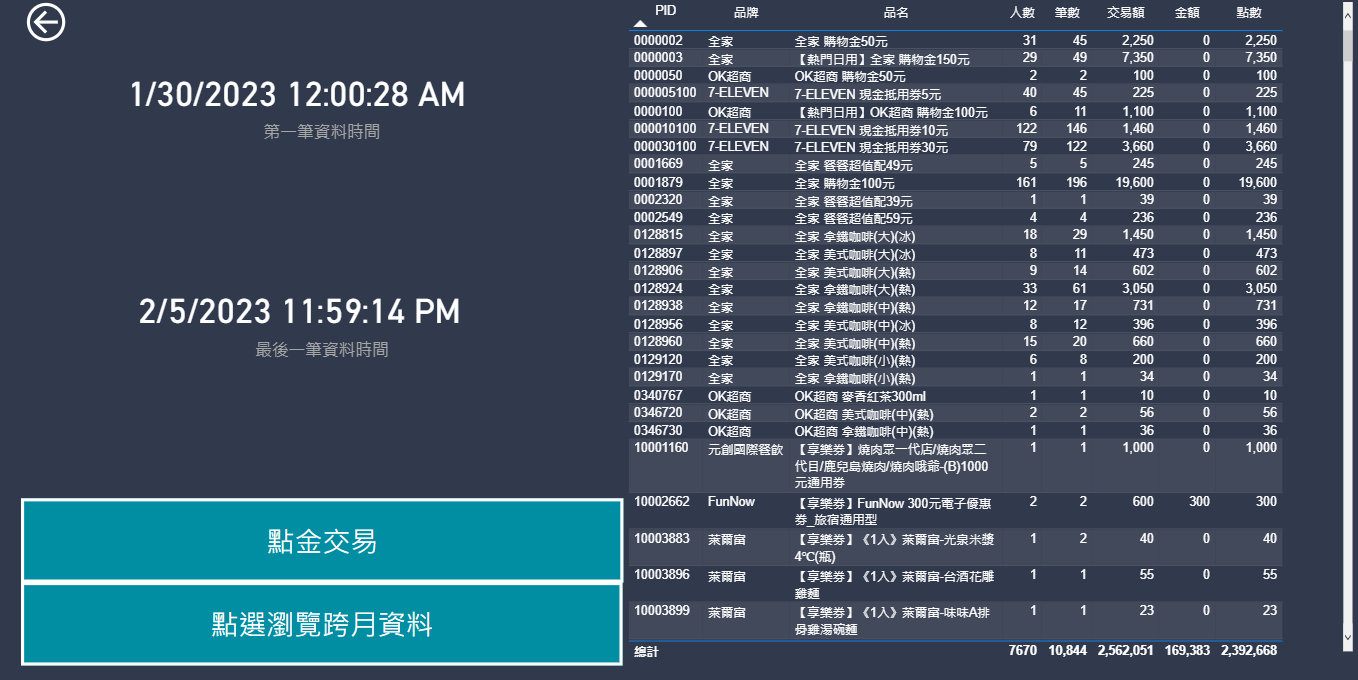 1/30/2023 12:00:28 AM
第一筆資料時間
2/5/2023 11:59:14 PM
最後一筆資料時間
點金交易
點選瀏覽跨月資料
PID 品牌 品名 人數 筆數 交易額 金額 點數
0000002 全家 全家 購物金50元 31 45 2,250 0 2,250
0000003 全家 【熱門日用】全家 購物金150元 29 49 7,350 0 7,350
0000050 OK超商 OK超商 購物金50元 2 2 100 0 100
000005100 7-ELEVEN 7-ELEVEN 現金抵用券5元 40 45 225 0 225
0000100 OK超商 【熱門日用】OK超商 購物金100元 6 11 1,100 0 1,100
000010100 7-ELEVEN 7-ELEVEN 現金抵用券10元 122 146 1,460 0 1,460
000030100 7-ELEVEN 7-ELEVEN 現金抵用券30元 79 122 3,660 0 3,660
0001669 全家 全家 餐餐超值配49元 5 5 245 0 245
0001879 全家 全家 購物金100元 161 196 19,600 0 19,600
0002320 全家 全家 餐餐超值配39元 1 1 39 0 39
0002549 全家 全家 餐餐超值配59元 4 4 236 0 236
0128815 全家 全家 拿鐵咖啡(大)(冰) 18 29 1,450 0 1,450
0128897 全家 全家 美式咖啡(大)(冰) 8 11 473 0 473
0128906 全家 全家 美式咖啡(大)(熱) 9 14 602 0 602
0128924 全家 全家 拿鐵咖啡(大)(熱) 33 61 3,050 0 3,050
0128938 全家 全家 拿鐵咖啡(中)(熱) 12 17 731 0 731
0128956 全家 全家 美式咖啡(中)(冰) 8 12 396 0 396
0128960 全家 全家 美式咖啡(中)(熱) 15 20 660 0 660
0129120 全家 全家 美式咖啡(小)(熱) 6 8 200 0 200
0129170 全家 全家 拿鐵咖啡(小)(熱) 1 1 34 0 34
0340767 OK超商 OK超商 麥香紅茶300ml 1 1 10 0 10
0346720 OK超商 OK超商 美式咖啡(中)(熱) 2 2 56 0 56
0346730 OK超商 OK超商 拿鐵咖啡(中)(熱) 1 1 36 0 36
10001160 元創國際餐飲 【享樂券】燒肉眾一代店/燒肉眾二 1 1 1,000 0 1,000
代目/鹿兒島燒肉/燒肉哦爺-(B)1000
元通用券
10002662 FunNow 【享樂券】FunNow 300元電子優惠 2 2 600 300 300
券_旅宿通用型
10003883 萊爾富 【享樂券】《1入》萊爾富-光泉米漿 1 2 40 0 40
4℃(瓶)
10003896 萊爾富 【享樂券】《1入》萊爾富-台酒花雕 1 1 55 0 55
雞麵
10003899 萊爾富 【享樂券】《1入》萊爾富-味味A排 1 1 23 0 23
骨雞湯碗麵
總計 7670 10,844 2,562,051 169,383 2,392,668